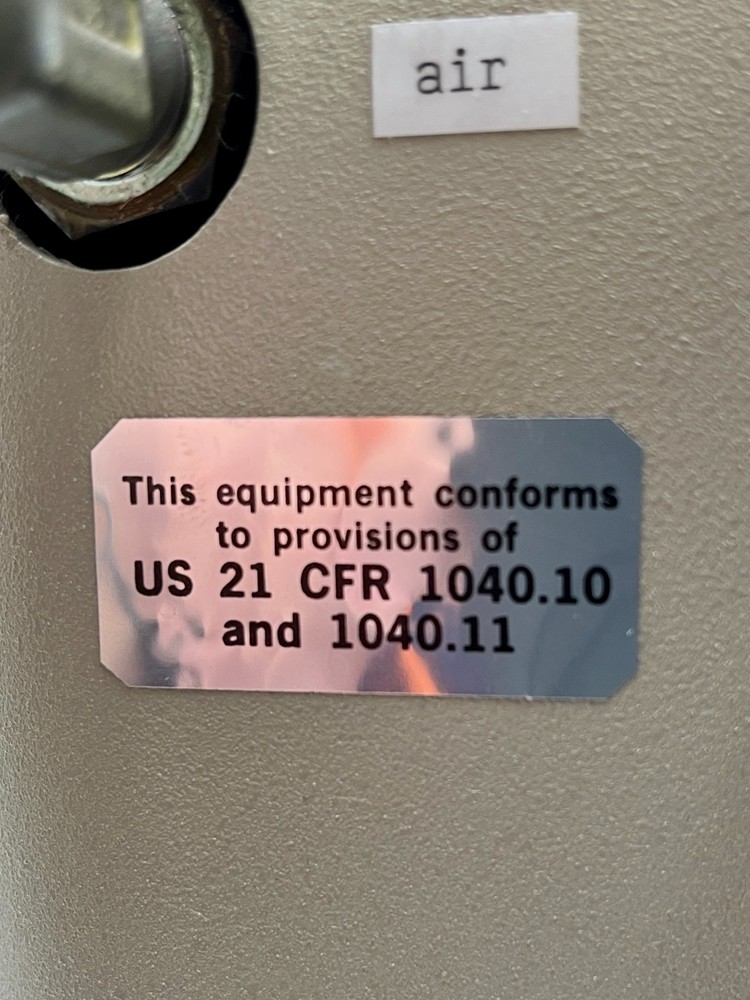 air
This equipment conforms
to provisions of
US 21 CFR 1040.10
and 1040.11